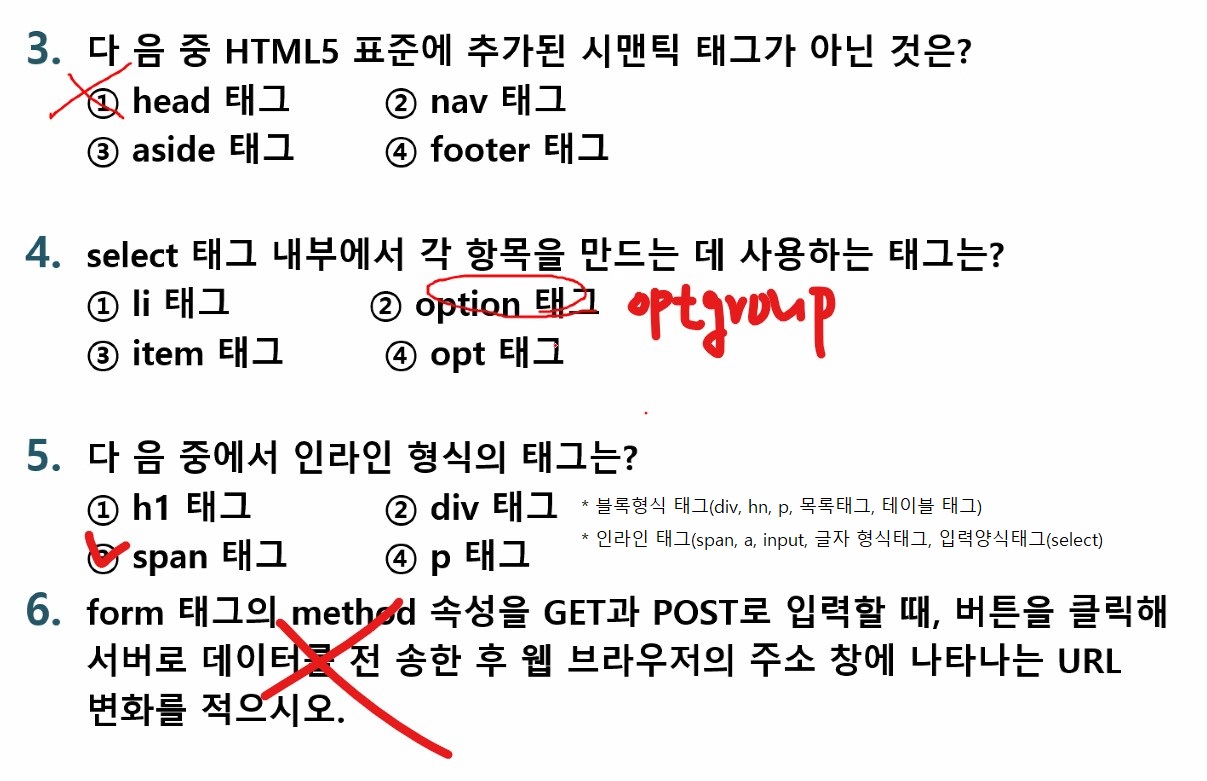 3. 다 음 중 HTML5 표준에 추가된 시맨틱 태그가 아닌 것은?
① head 태그 ② nav 태그
③ aside 태그 ④ footer 태그
4. select 태그 내부에서 각 항목을 만드는 데 사용하는 태그는?
① li 태그 ② option 태그 optgroup
③ item 태그 ④ opt 태그
5. 다 음 중에서 인라인 형식의 태그는?
① h1 태그 ② div 태그 * 블록형식 태그(div, hn, p, 목록태그, 테이블 태그)
* 인라인 태그(span, a, input, 글자 형식태그, 입력양식태그(select)
③ span 태그 ④ p 태그
6. form 태그의 method 속성을 GET과 POST로 입력할 때, 버튼을 클릭해
서버로 데이터를 전 송한 후 웹 브라우저의 주소 창에 나타나는 URL
변화를 적으시오.